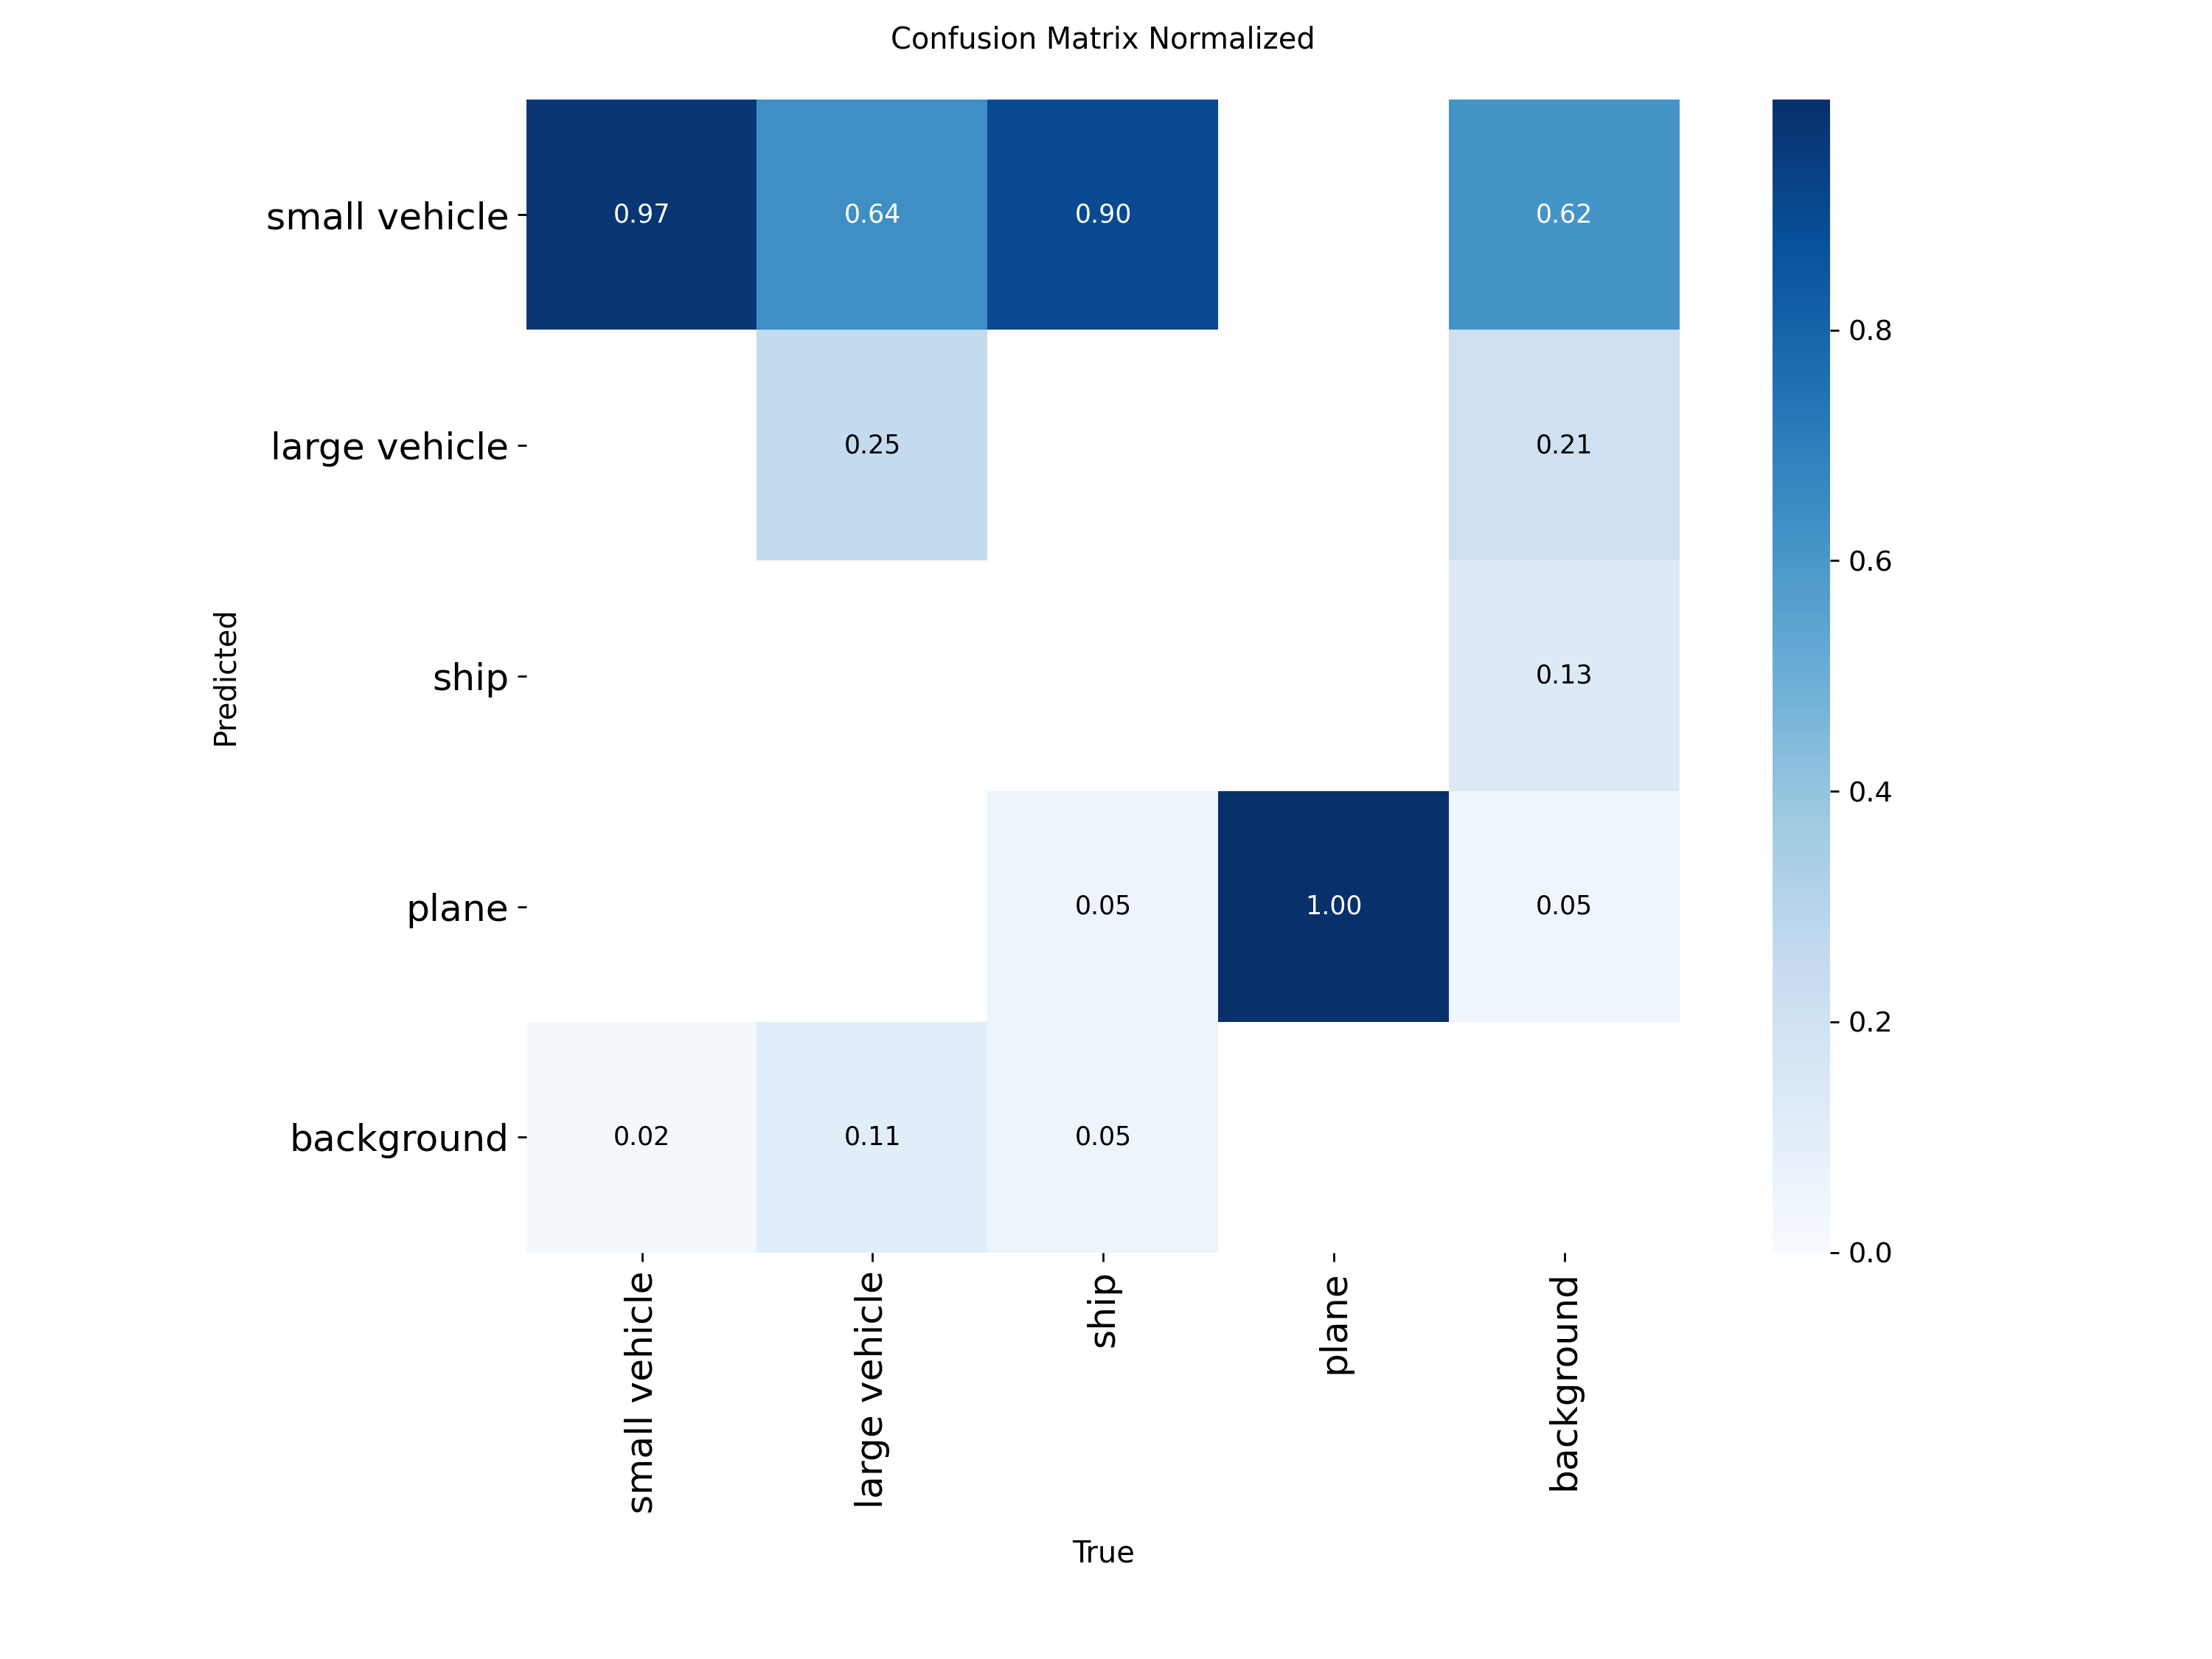 Confusion Matrix Normalized
small vehicle 0.97 0.64 0.90 0.62
0.8
large vehicle 0.25 0.21
0.6
Predicted
ship 0.13
0.4
plane 0.05 1.00 0.05
0.2
background 0.02 0.11 0.05
0.0
small vehicle
large vehicle
ship
plane
background
True